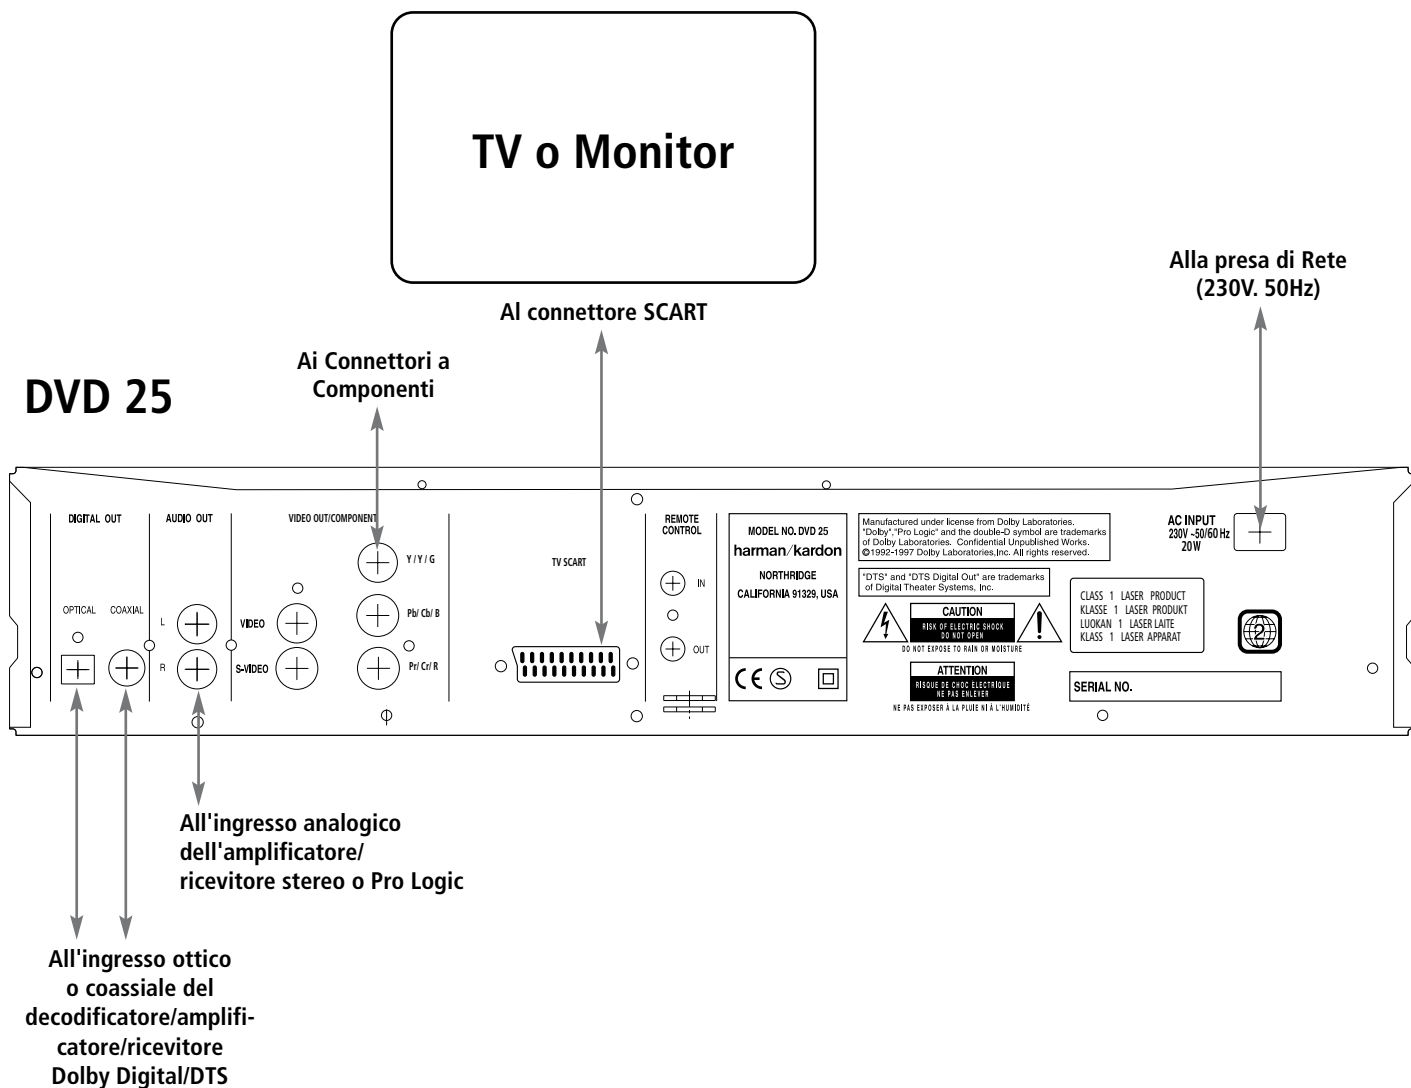 TV o Monitor
Alla presa di Rete
(230V. 50Hz)
Al connettore SCART
Ai Connettori a
Componenti
DVD 25
DIGITAL OUT
AUDIO OUT
VIDEO OUT/COMPONENT
REMOTE
CONTROL
TV SCART
Y / Y / G
OPTICAL
COAXIAL
L
VIDEO
Pb/ Cb/ B
R
S-VIDEO
Pr/ Cr/ R
IN
OUT
MODEL NO. DVD 25
harman/kardon
NORTHRIDGE
CALIFORNIA 91329, USA
CE S
Manufactured under license from Dolby Laboratories.
"Dolby","Pro Logic" and the double-D symbol are trademarks
of Dolby Laboratories. Confidential Unpublished Works.
©1992-1997 Dolby Laboratories,Inc. All rights reserved.
"DTS" and "DTS Digital Out" are trademarks
of Digital Theater Systems, Inc.
CAUTION
RISK OF ELECTRIC SHOCK
DO NOT OPEN
DO NOT EXPOSE TO RAIN OR MOISTURE
ATTENTION
RISQUE DE CHOC ELECTRIQUE
NE PAS ENLEVER
NE PAS EXPOSER À LA PLUIE NI À L'HUMIDITÉ
AC INPUT
230V ~50/60 Hz
20W
CLASS 1 LASER PRODUCT
KLASSE 1 LASER PRODUKT
LUOKAN 1 LASER LAITE
KLASS 1 LASER APPARAT
2
SERIAL NO.
All'ingresso analogico
dell'amplificatore/
ricevitore stereo o Pro Logic
All'ingresso ottico
o coassiale del
decodificatore/amplifi-
catore/ricevitore
Dolby Digital/DTS